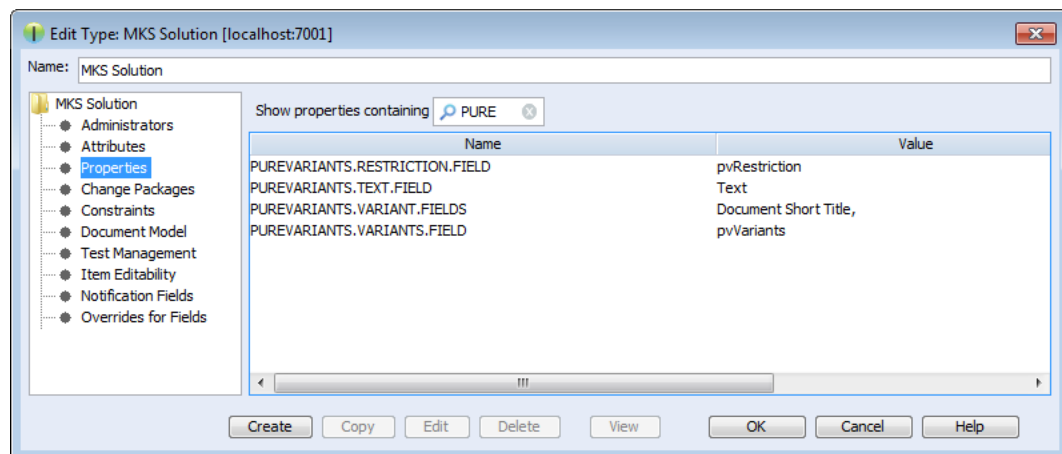 Edit Type: MKS Solution [localhost:7001]
Name: MKS Solution
MKS Solution
Administrators
Attributes
Properties
Change Packages
Constraints
Document Model
Test Management
Item Editability
Notification Fields
Overrides for Fields
Show properties containing PURE
Name Value
PUREVARIANTS.RESTRICTION.FIELD pvRestriction
PUREVARIANTS.TEXT.FIELD Text
PUREVARIANTS.VARIANT.FIELDS Document Short Title,
PUREVARIANTS.VARIANTS.FIELD pvVariants
Create Copy Edit Delete View OK Cancel Help